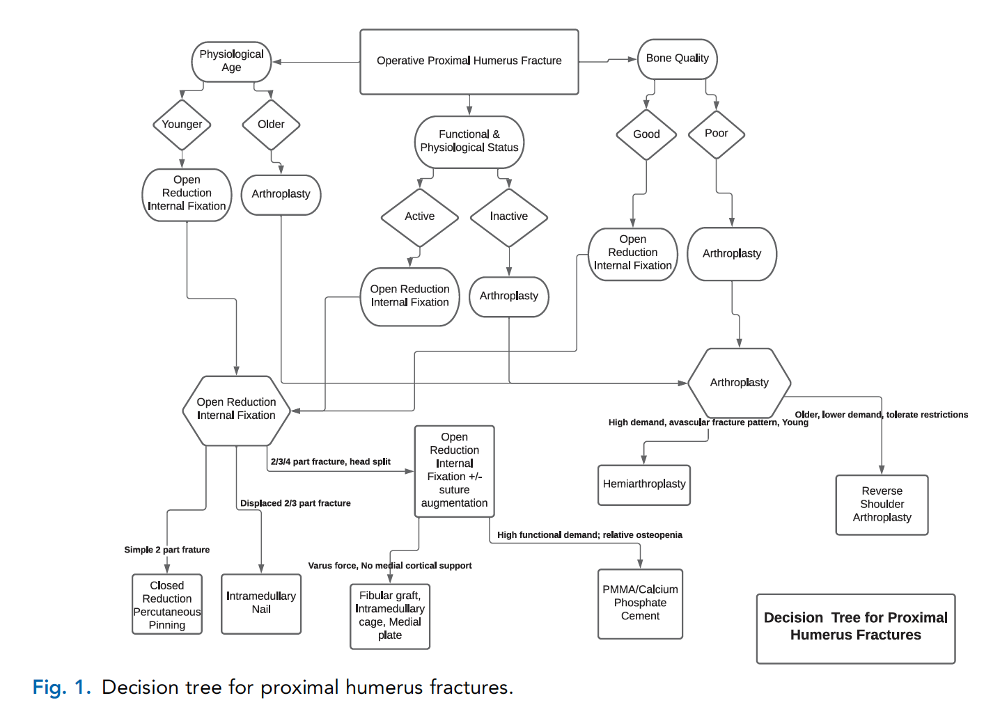 Operative Proximal Humerus Fracture
Physiological
Age
Bone Quality
Younger
Older
Functional &
Physiological Status
Good
Poor
Open
Reduction
Internal Fixation
Arthroplasty
Active
Inactive
Open
Reduction
Internal Fixation
Arthroplasty
Open Reduction
Internal Fixation
Arthroplasty
Open Reduction
Internal Fixation
Arthroplasty
High demand, avascular fracture pattern, Young
Older, lower demand, tolerate restrictions
2/3/4 part fracture, head split
Open
Reduction
Internal
Fixation +/-
suture
augmentation
Hemiarthroplasty
Reverse
Shoulder
Arthroplasty
Displaced 2/3 part fracture
High functional demand; relative osteopenia
Simple 2 part frature
Varus force, No medial cortical support
Closed
Reduction
Percutaneous
Pinning
Intramedullary
Nail
Fibular graft,
Intramedullary
cage, Medial
plate
PMMA/Calcium
Phosphate
Cement
Decision Tree for Proximal
Humerus Fractures
Fig. 1. Decision tree for proximal humerus fractures.